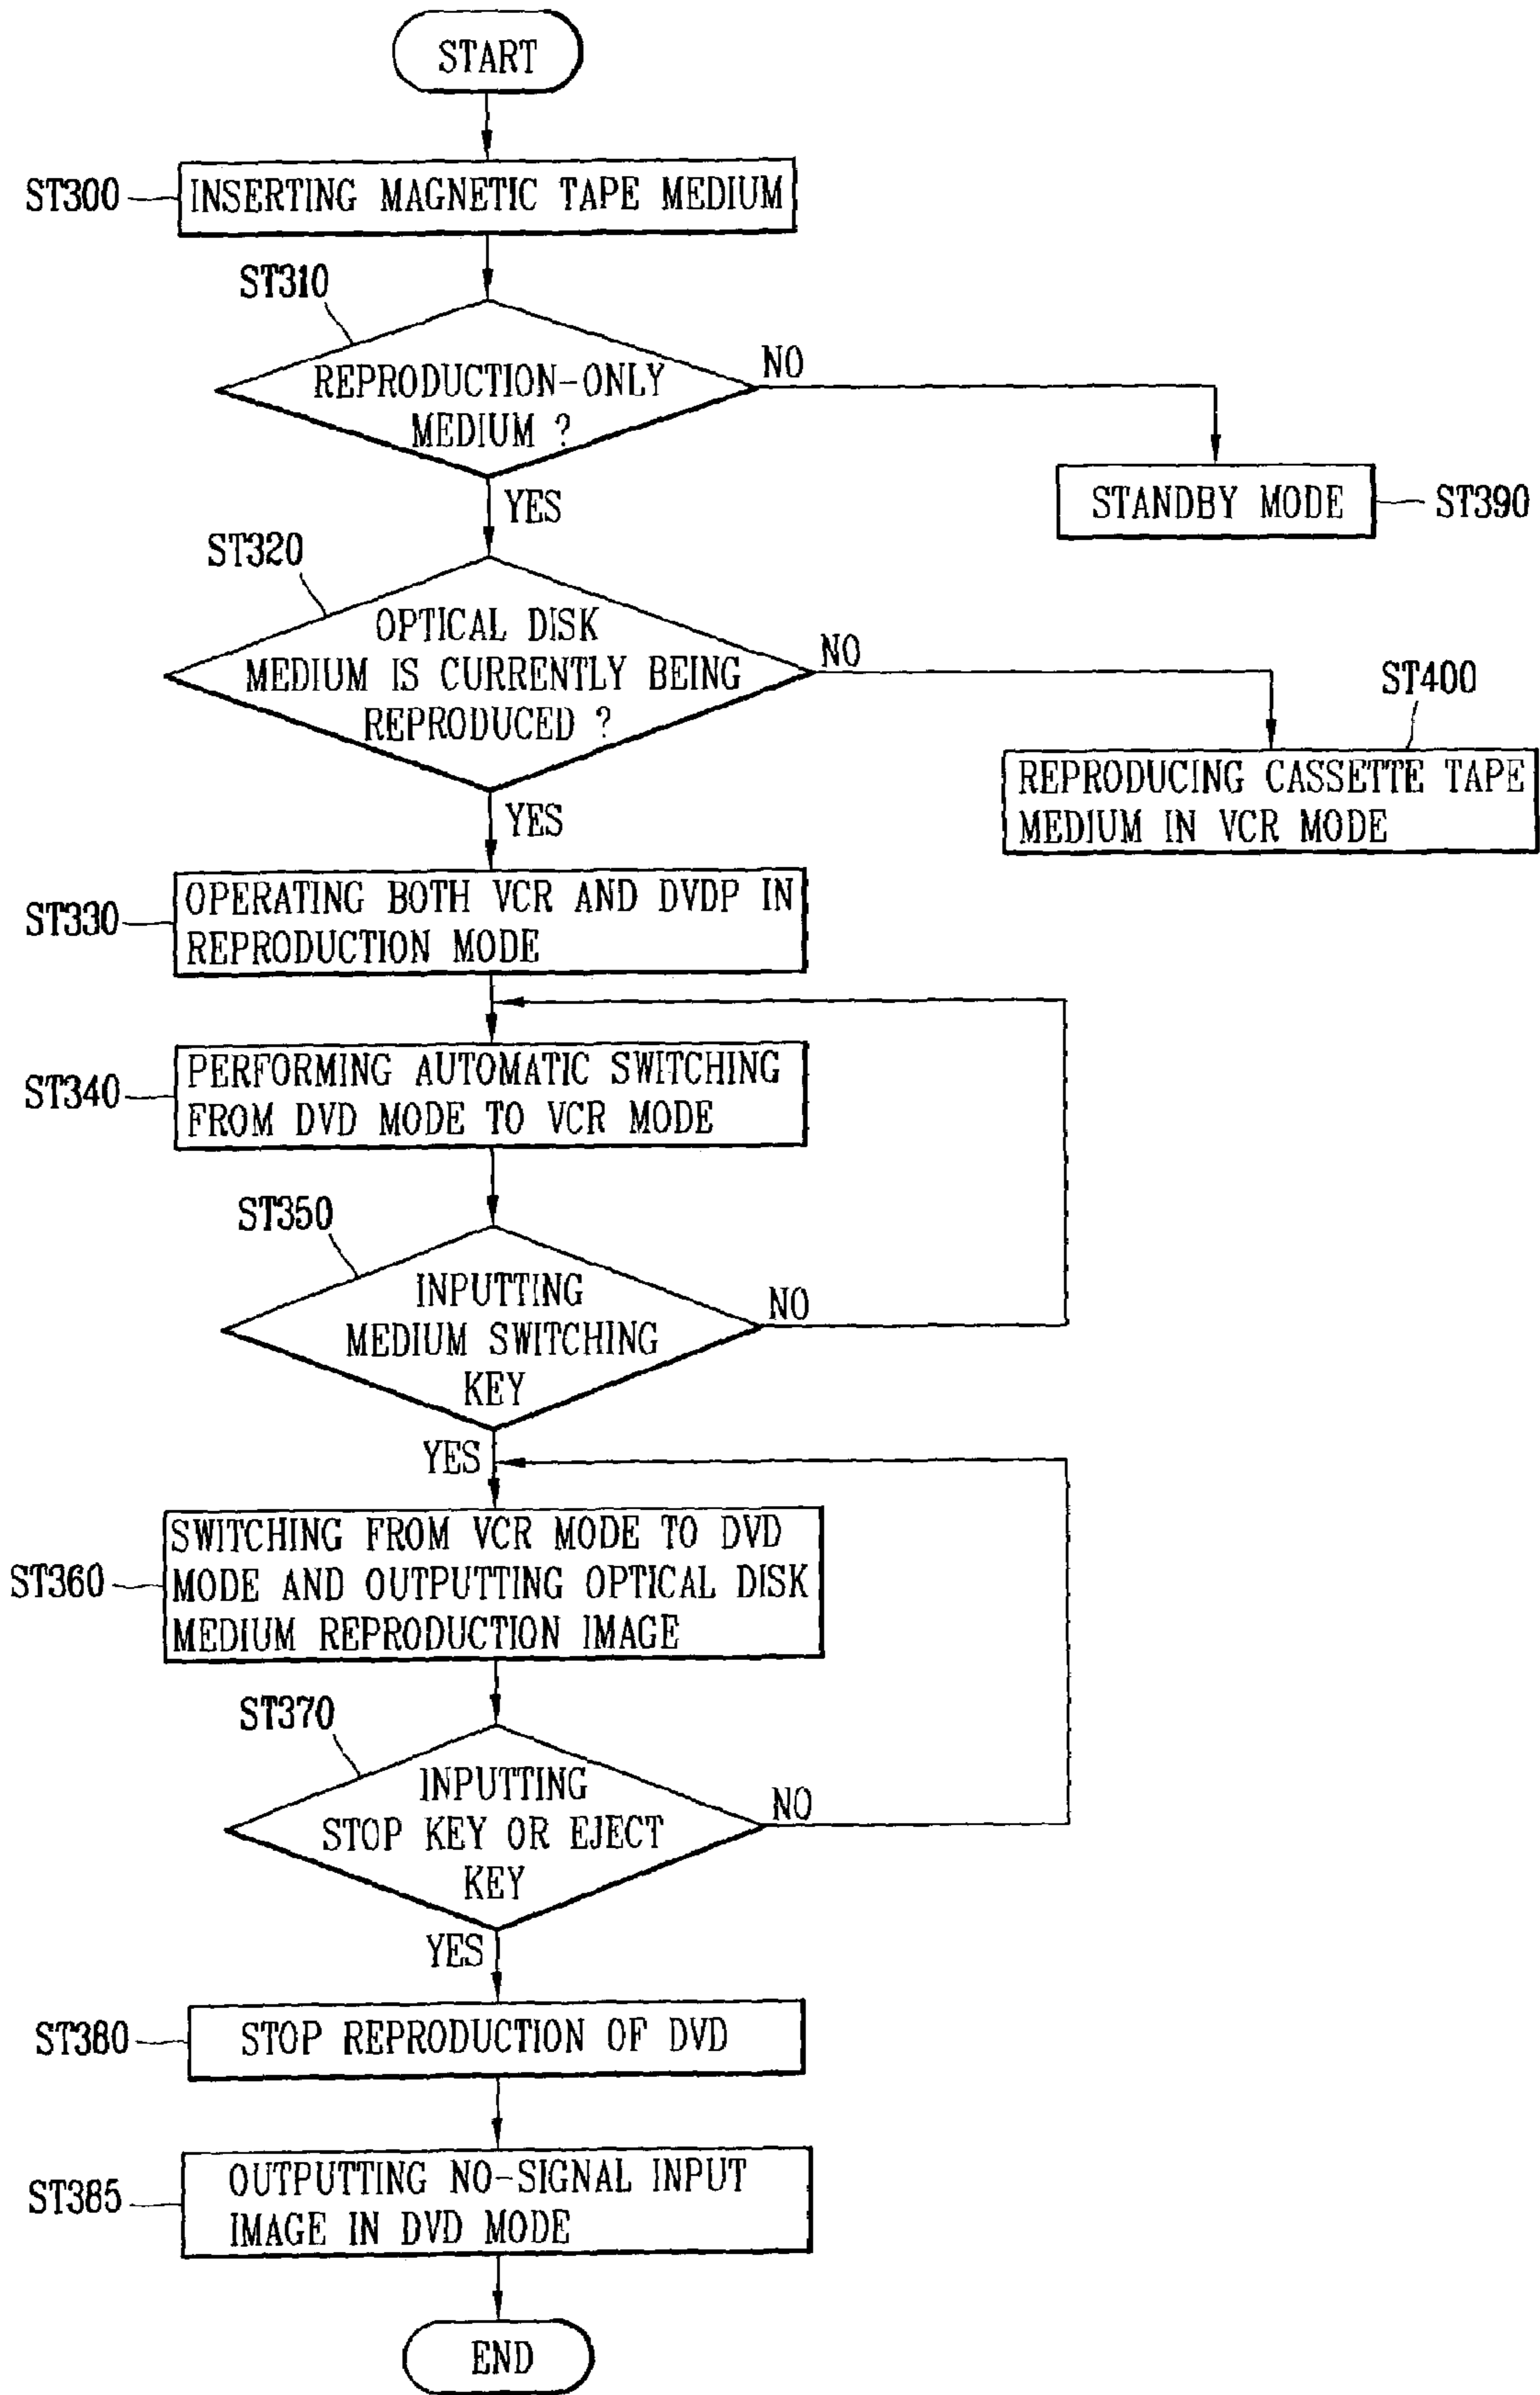 START
ST300
INSERTING MAGNETIC TAPE MEDIUM
ST310
REPRODUCTION-ONLY
MEDIUM ?
NO
YES
STANDBY MODE
ST390
ST320
OPTICAL DISK
MEDIUM IS CURRENTLY BEING
REPRODUCED ?
NO
YES
ST400
REPRODUCING CASSETTE TAPE
MEDIUM IN VCR MODE
ST330
OPERATING BOTH VCR AND DVDP IN
REPRODUCTION MODE
ST340
PERFORMING AUTOMATIC SWITCHING
FROM DVD MODE TO VCR MODE
ST350
INPUTTING
MEDIUM SWITCHING
KEY
NO
YES
ST360
SWITCHING FROM VCR MODE TO DVD
MODE AND OUTPUTTING OPTICAL DISK
MEDIUM REPRODUCTION IMAGE
ST370
INPUTTING
STOP KEY OR EJECT
KEY
NO
YES
ST380
STOP REPRODUCTION OF DVD
ST385
OUTPUTTING NO-SIGNAL INPUT
IMAGE IN DVD MODE
END